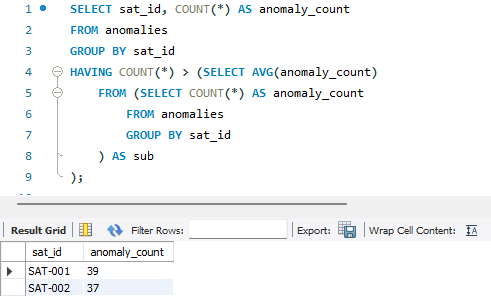 1 SELECT sat_id, COUNT(*) AS anomaly_count
2 FROM anomalies
3 GROUP BY sat_id
4 HAVING COUNT(*) > (SELECT AVG(anomaly_count)
5 FROM (SELECT COUNT(*) AS anomaly_count
6 FROM anomalies
7 GROUP BY sat_id
8 ) AS sub
9 );
Result Grid Filter Rows: Export: Wrap Cell Content:
sat_id anomaly_count
SAT-001 39
SAT-002 37